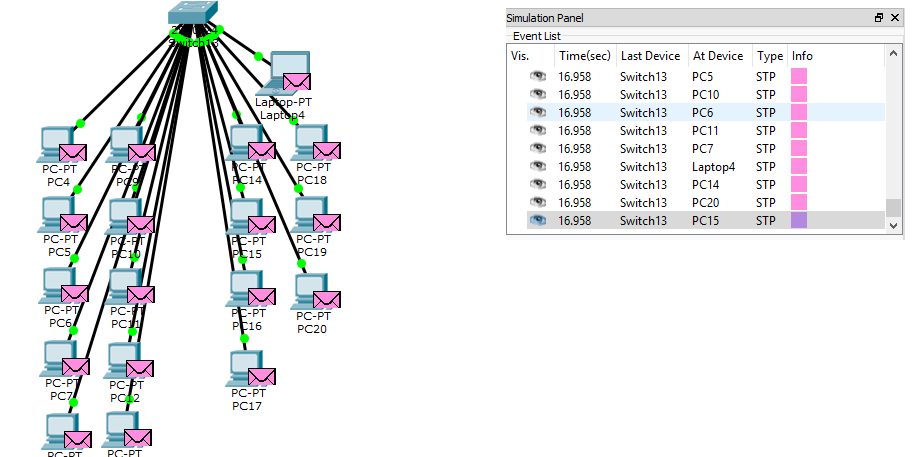 Switch13
Laptop-PT
Laptop4
PC-PT
PC4
PC-PT
PC9
PC-PT
PC14
PC-PT
PC18
PC-PT
PC5
PC-PT
PC10
PC-PT
PC15
PC-PT
PC19
PC-PT
PC6
PC-PT
PC11
PC-PT
PC16
PC-PT
PC20
PC-PT
PC7
PC-PT
PC12
PC-PT
PC17
PC-PT
PC-PT
Simulation Panel
Event List
Vis. Time(sec) Last Device At Device Type Info
16.958 Switch13 PC5 STP
16.958 Switch13 PC10 STP
16.958 Switch13 PC6 STP
16.958 Switch13 PC11 STP
16.958 Switch13 PC7 STP
16.958 Switch13 Laptop4 STP
16.958 Switch13 PC14 STP
16.958 Switch13 PC20 STP
16.958 Switch13 PC15 STP